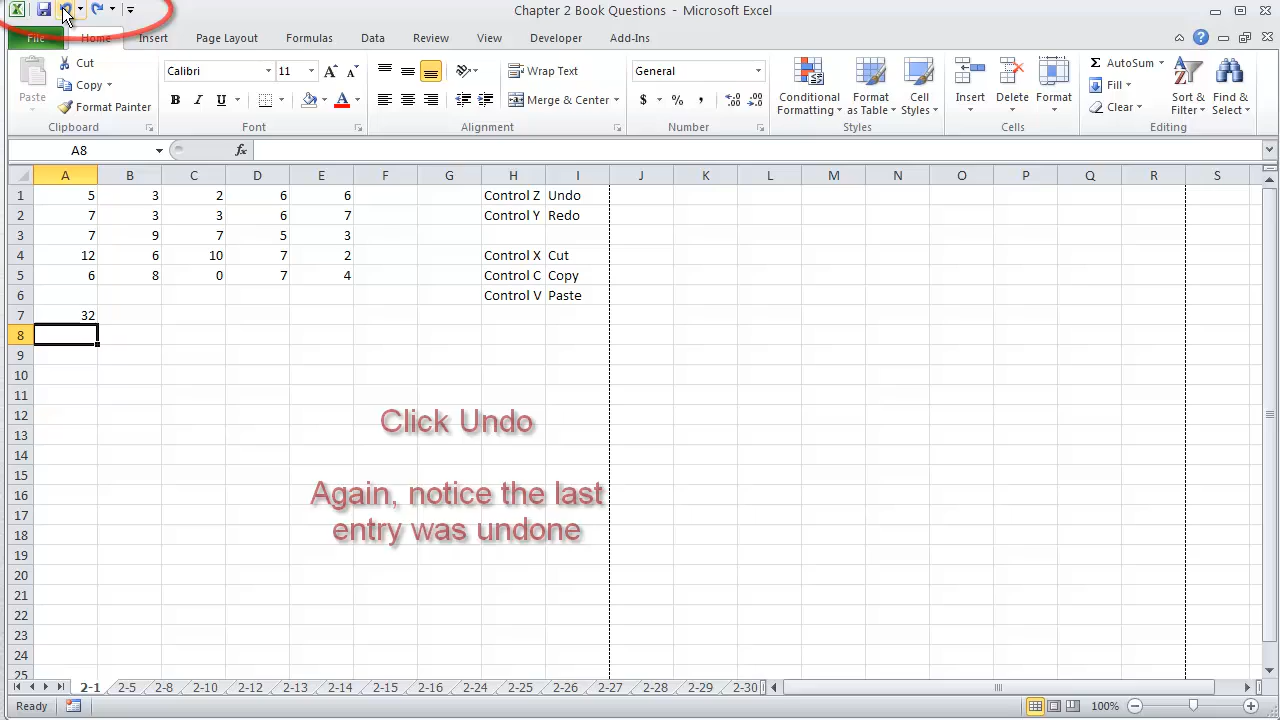 Chapter 2 Book Questions - Microsoft Excel
File Home Insert Page Layout Formulas Data Review View Developer Add-Ins
Cut
Copy
Paste
Format Painter
Clipboard
Calibri 11
B I U A
Font
Wrap Text
Merge & Center
Alignment
General
$ % ,
Number
Conditional Formatting
Format as Table
Cell Styles
Styles
Insert Delete Format
Cells
Σ AutoSum
Fill
Clear
Sort & Filter
Find & Select
Editing
A8 fx
A B C D E F G H I J K L M N O P Q R S
1 5 3 2 6 6 Control Z Undo
2 7 3 3 6 7 Control Y Redo
3 7 9 7 5 3
4 12 6 10 7 2 Control X Cut
5 6 8 0 7 4 Control C Copy
6 Control V Paste
7 32
8
9
10
11
12
Click Undo
13
14
15
16
Again, notice the last
17
entry was undone
18
19
20
21
22
23
24
25
2-1 2-5 2-8 2-10 2-12 2-13 2-14 2-15 2-16 2-24 2-25 2-26 2-27 2-28 2-29 2-30
Ready 100%